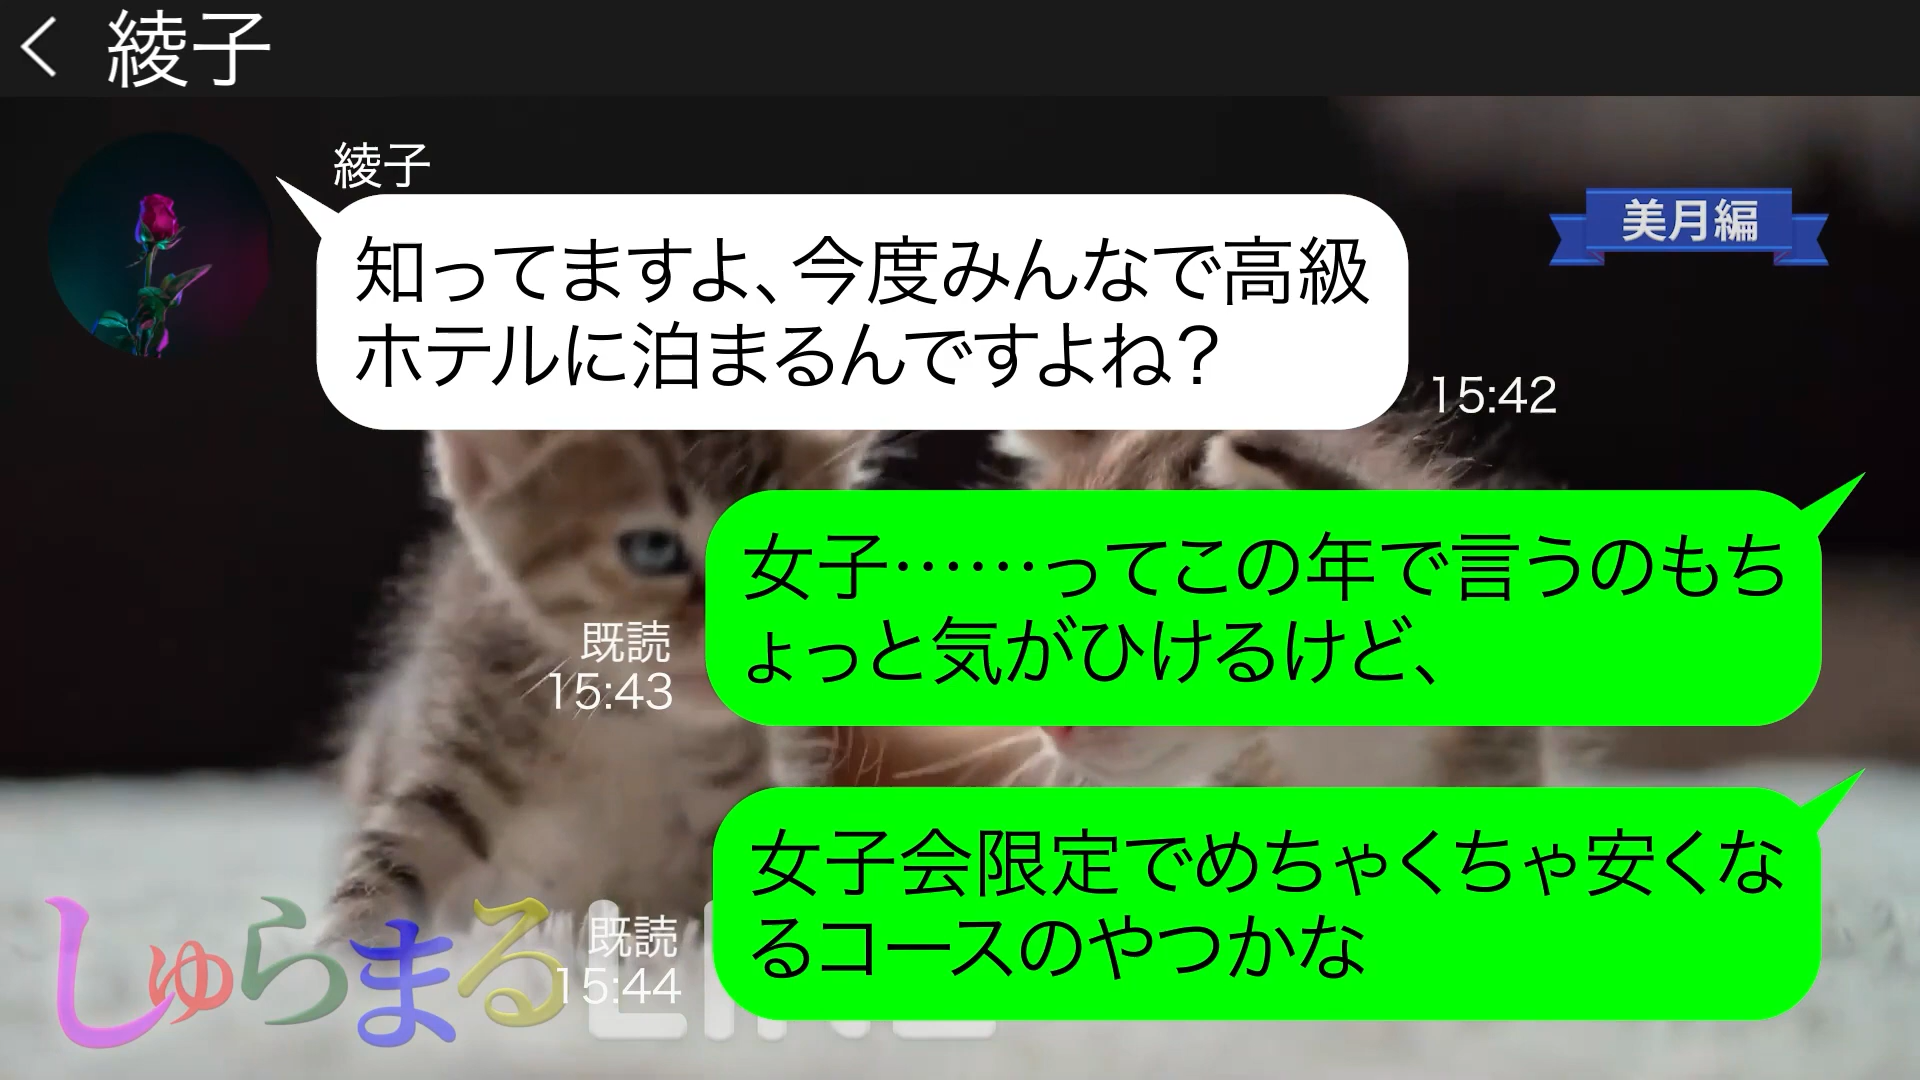 綾子
綾子
美月編
知ってますよ、今度みんなで高級
ホテルに泊まるんですよね?
15:42
女子……ってこの年で言うのもち
ょっと気がひけるけど、
既読
15:43
女子会限定でめちゃくちゃ安くな
るコースのやつかな
既読
15:44
しゅらまる
LINE